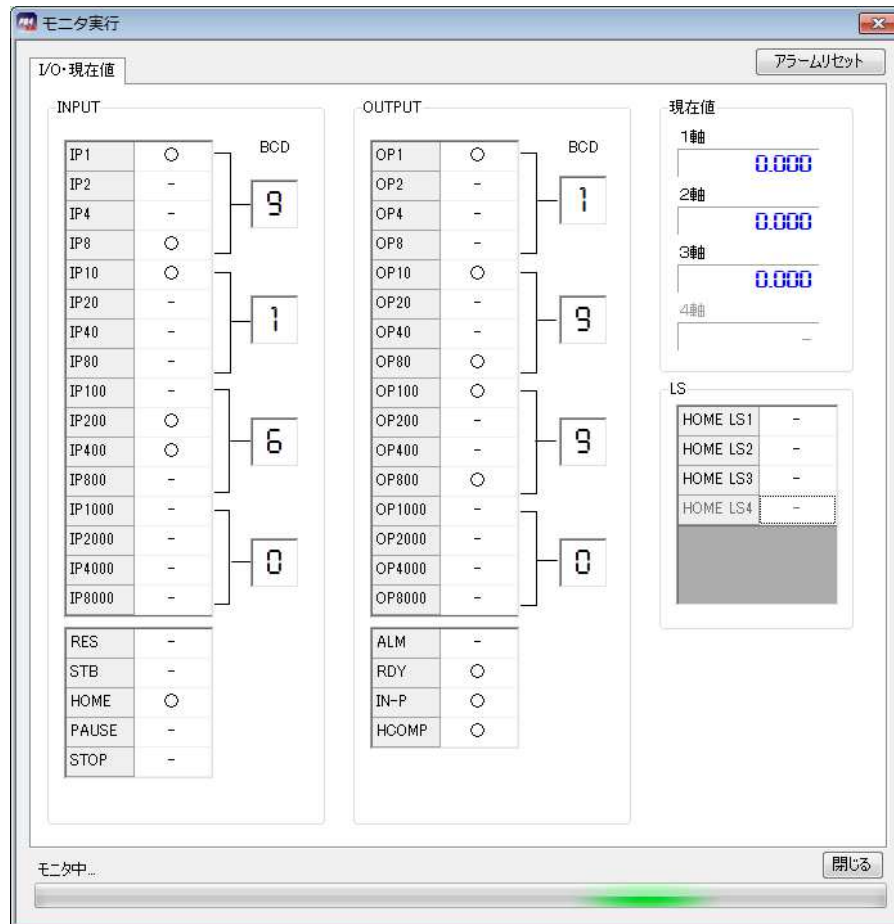 モニタ実行
アラームリセット
I/O・現在値
INPUT
BCD
IP1 ○
IP2 -
IP4 -
IP8 ○
9
IP10 ○
IP20 -
IP40 -
IP80 -
1
IP100 -
IP200 ○
IP400 ○
IP800 -
6
IP1000 -
IP2000 -
IP4000 -
IP8000 -
0
RES -
STB -
HOME ○
PAUSE -
STOP -
OUTPUT
BCD
OP1 ○
OP2 -
OP4 -
OP8 -
1
OP10 ○
OP20 -
OP40 -
OP80 ○
9
OP100 ○
OP200 -
OP400 -
OP800 ○
9
OP1000 -
OP2000 -
OP4000 -
OP8000 -
0
ALM -
RDY ○
IN-P ○
HCOMP ○
現在値
1軸
0.000
2軸
0.000
3軸
0.000
4軸
-
LS
HOME LS1 -
HOME LS2 -
HOME LS3 -
HOME LS4 -
モニタ中...
閉じる